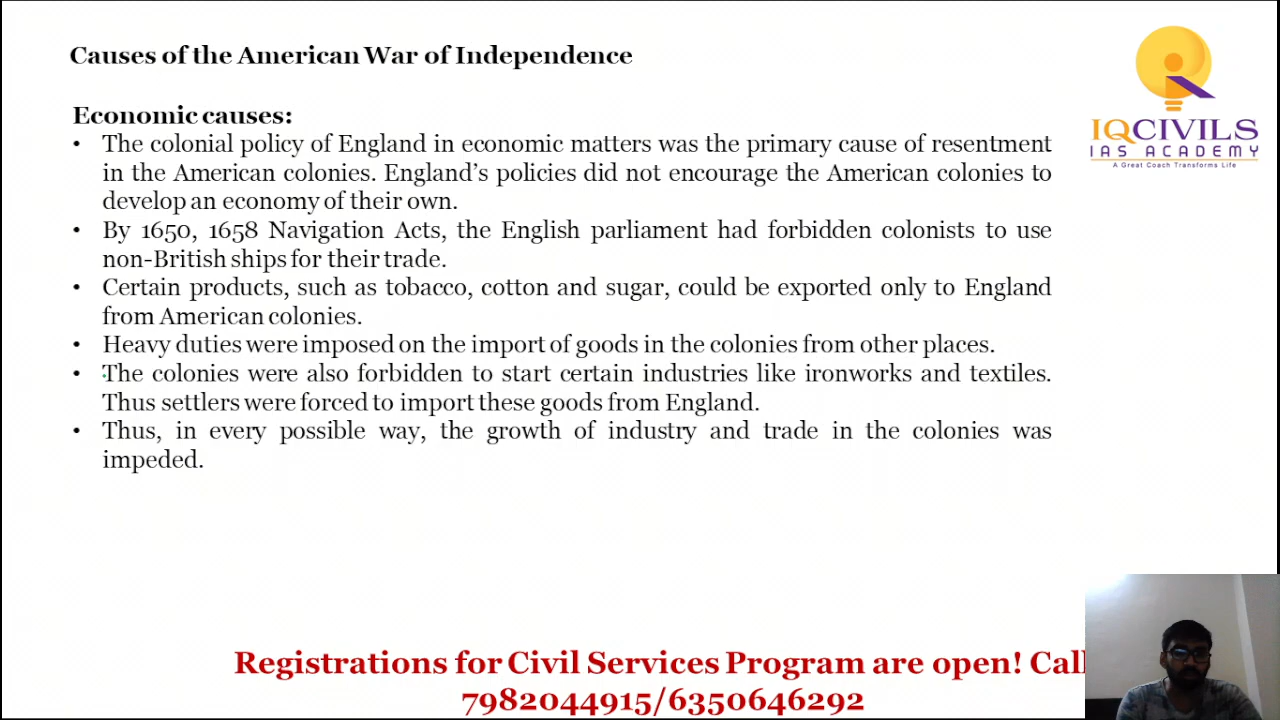 Causes of the American War of Independence
Economic causes:
• The colonial policy of England in economic matters was the primary cause of resentment
in the American colonies. England's policies did not encourage the American colonies to
develop an economy of their own.
• By 1650, 1658 Navigation Acts, the English parliament had forbidden colonists to use
non-British ships for their trade.
• Certain products, such as tobacco, cotton and sugar, could be exported only to England
from American colonies.
• Heavy duties were imposed on the import of goods in the colonies from other places.
• The colonies were also forbidden to start certain industries like ironworks and textiles.
Thus settlers were forced to import these goods from England.
• Thus, in every possible way, the growth of industry and trade in the colonies was
impeded.
IQCIVILS
IAS ACADEMY
A Great Coach Transforms Life
Registrations for Civil Services Program are open! Call
7982044915/6350646292